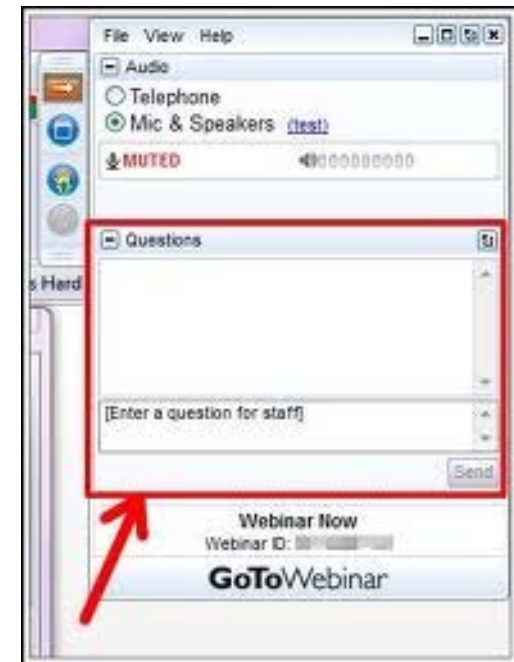 File View Help
Audio
Telephone
Mic & Speakers (test)
MUTED
Questions
s Hard
[Enter a question for staff]
Send
Webinar Now
Webinar ID:
GoToWebinar